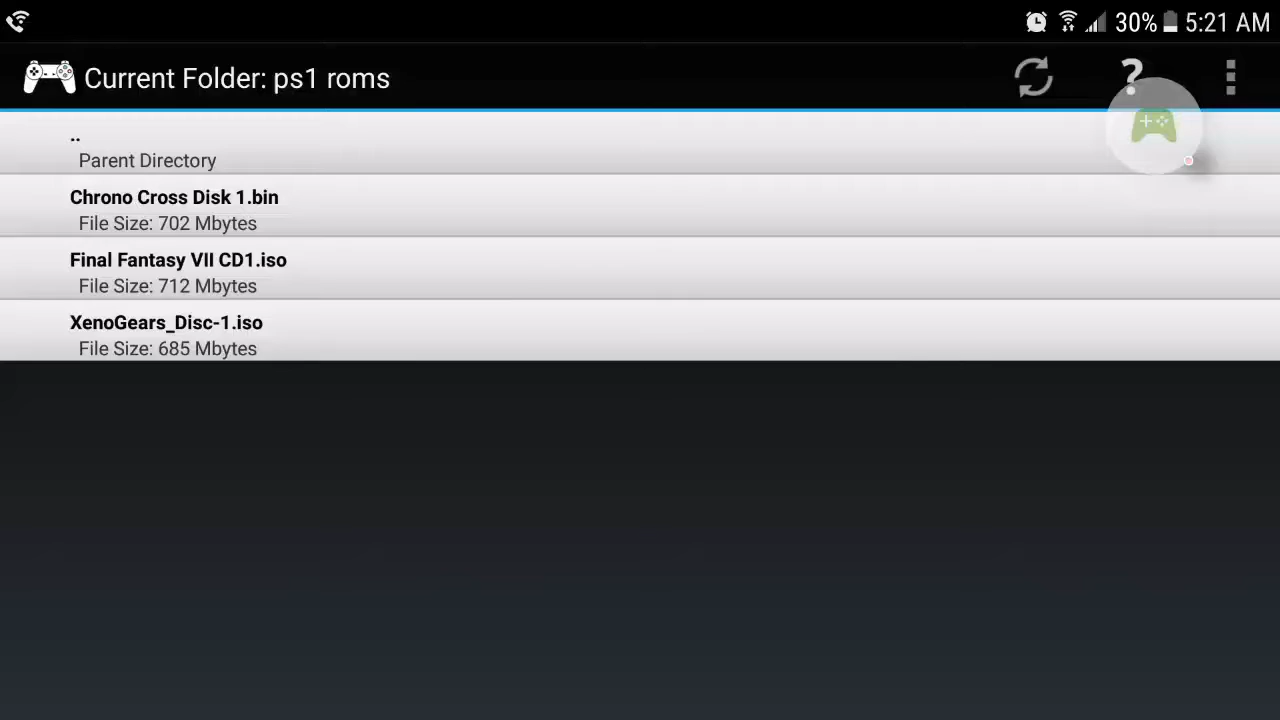 30% 5:21 AM
Current Folder: ps1 roms
?
..
Parent Directory
Chrono Cross Disk 1.bin
File Size: 702 Mbytes
Final Fantasy VII CD1.iso
File Size: 712 Mbytes
XenoGears_Disc-1.iso
File Size: 685 Mbytes